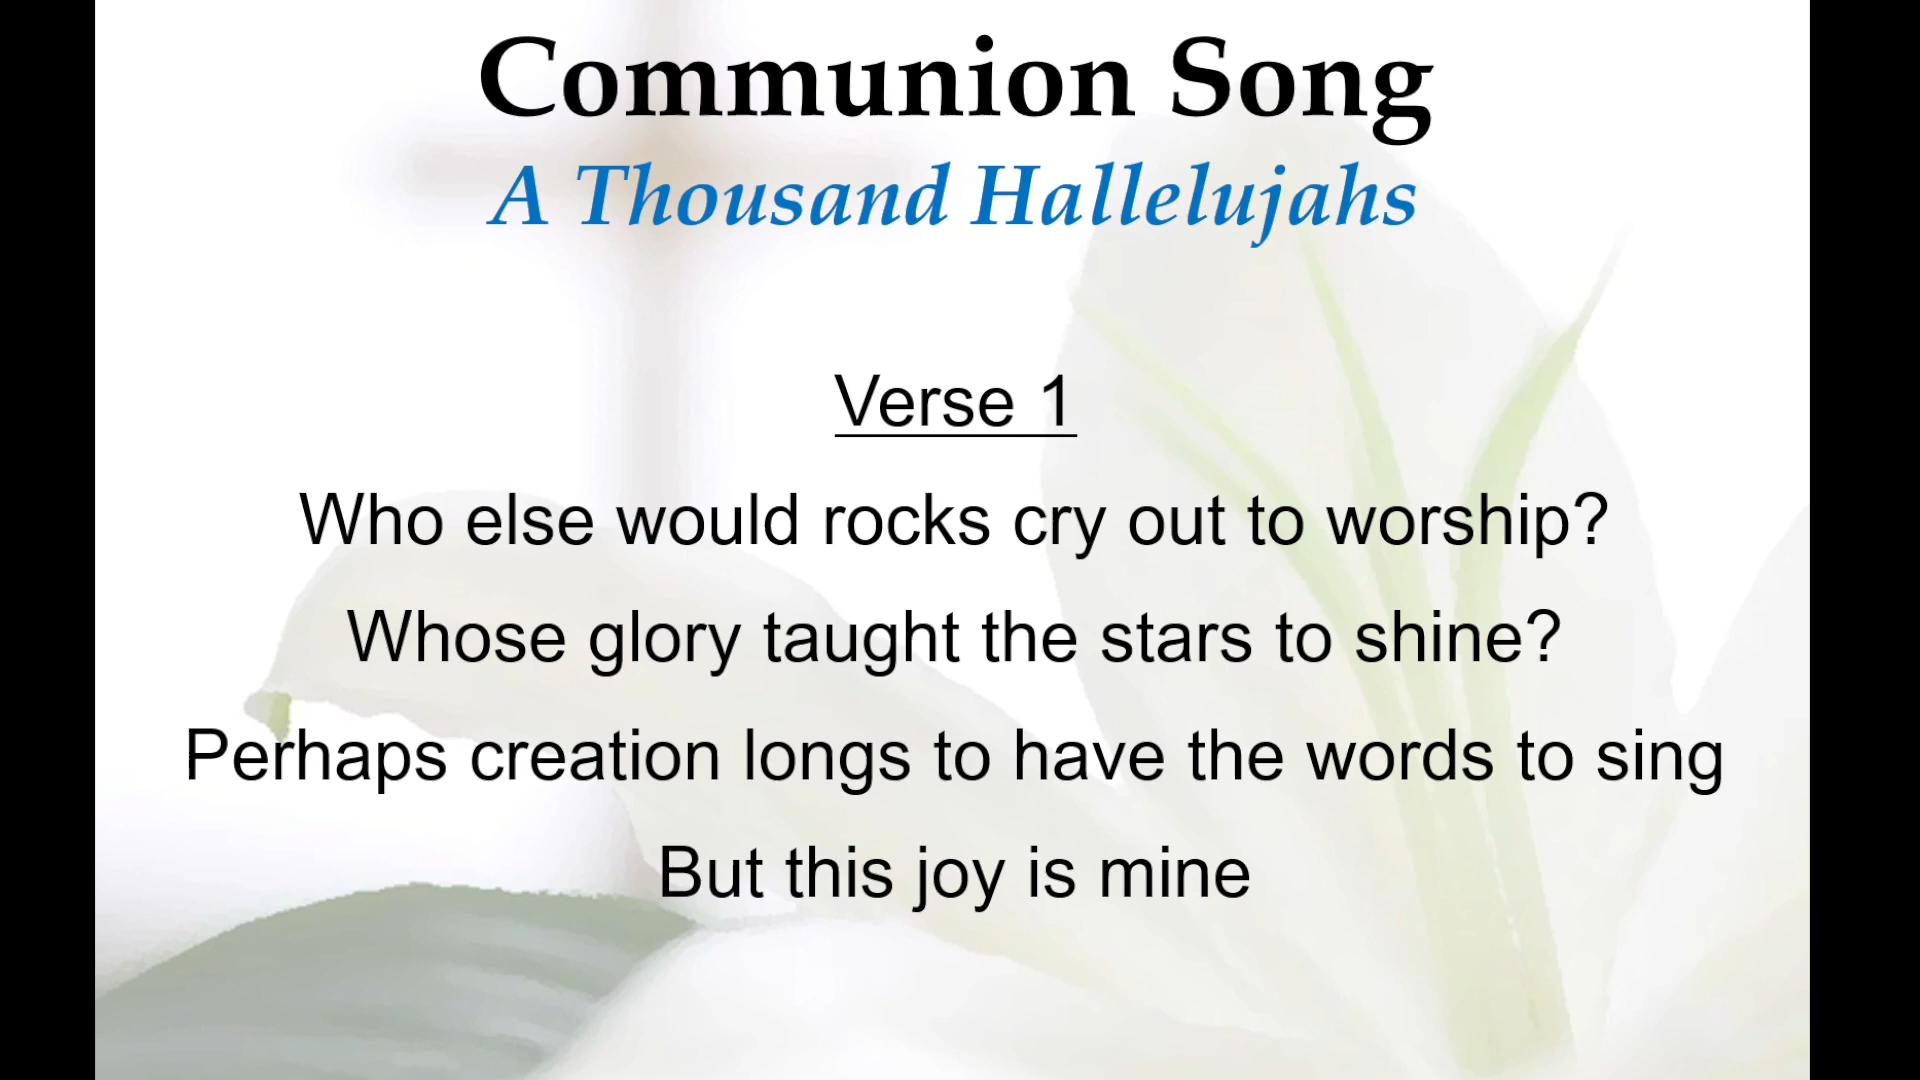 Communion Song
A Thousand Hallelujahs
Verse 1
Who else would rocks cry out to worship?
Whose glory taught the stars to shine?
Perhaps creation longs to have the words to sing
But this joy is mine